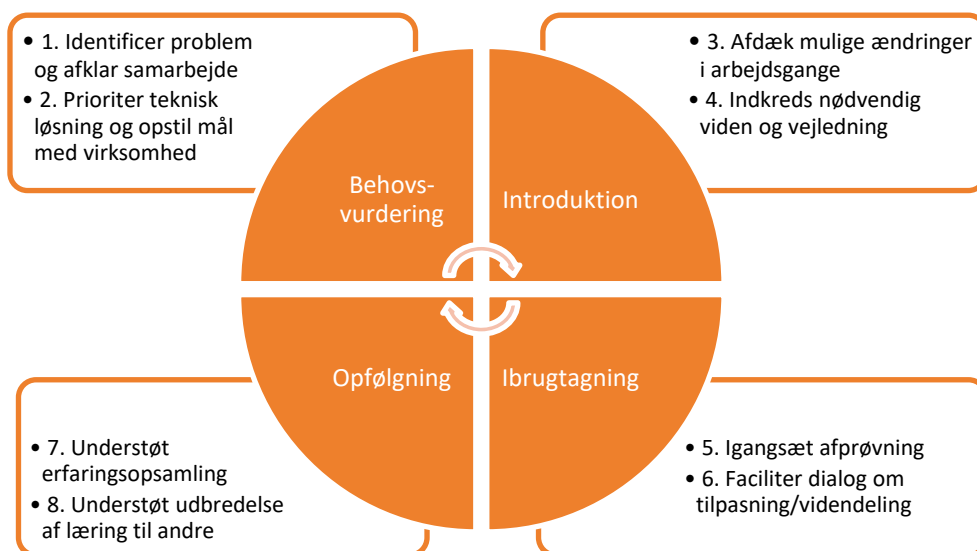 • 1. Identificer problem
og afklar samarbejde
• 2. Prioriter teknisk
løsning og opstil mål
med virksomhed
• 3. Afdæk mulige ændringer
i arbejdsgange
• 4. Indkreds nødvendig
viden og vejledning
Behovs-
vurdering
Introduktion
Opfølgning
Ibrugtagning
• 7. Understøt
erfaringsopsamling
• 8. Understøt udbredelse
af læring til andre
• 5. Igangsæt afprøvning
• 6. Faciliter dialog om
tilpasning/videndeling